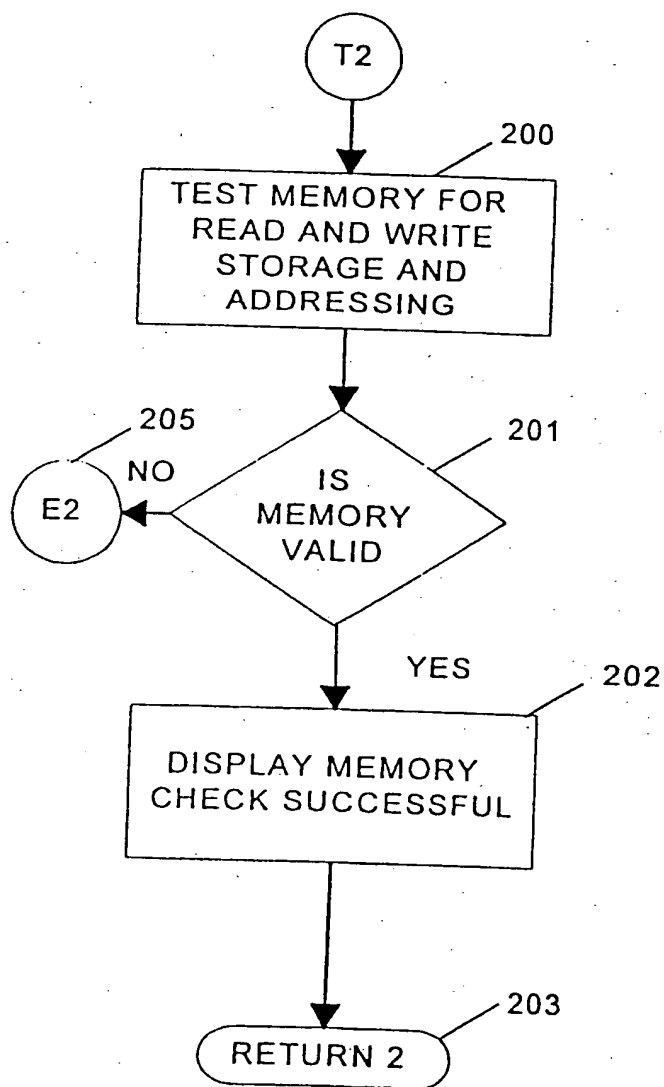 T2
200
TEST MEMORY FOR
READ AND WRITE
STORAGE AND
ADDRESSING
205
201
NO
E2
IS
MEMORY
VALID
YES
202
DISPLAY MEMORY
CHECK SUCCESSFUL
203
RETURN 2